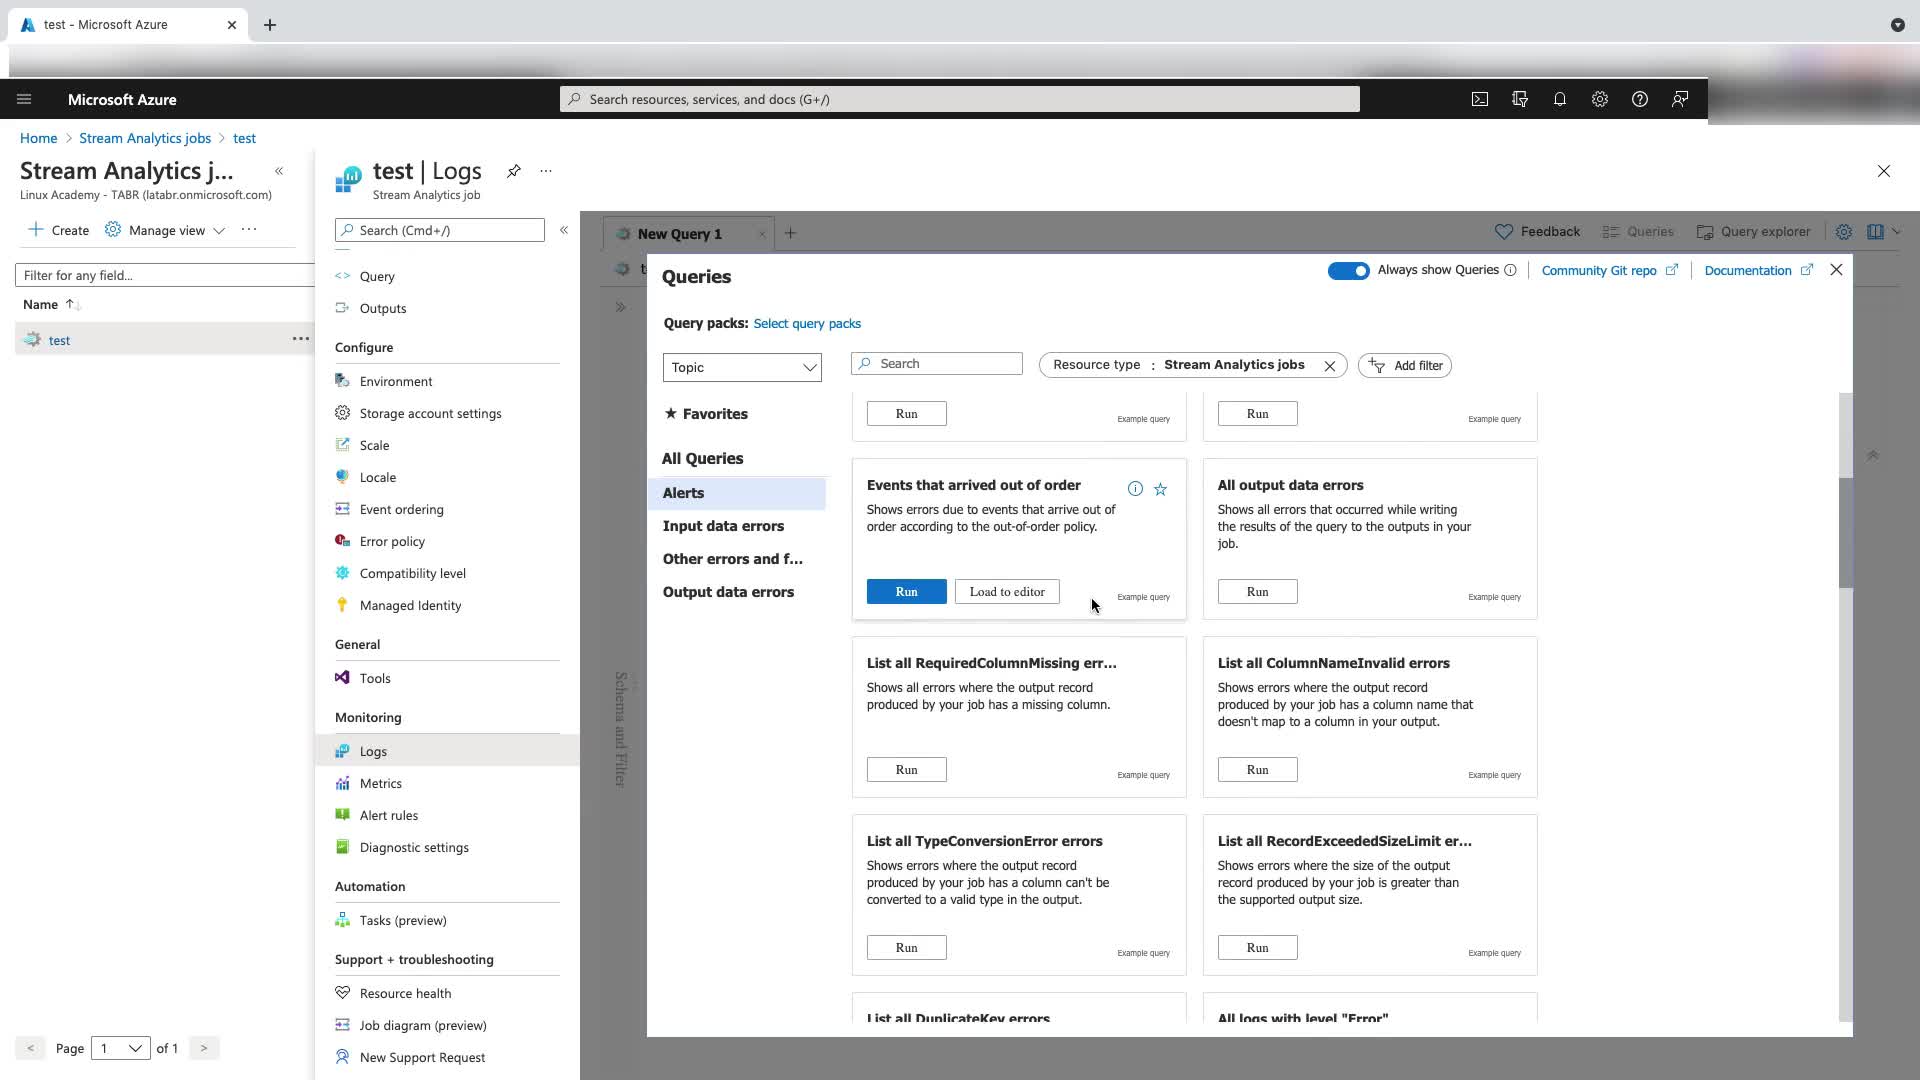 test - Microsoft Azure
Microsoft Azure
Search resources, services, and docs (G+/)
Home > Stream Analytics jobs > test
Stream Analytics j...
Linux Academy - TABR (latabr.onmicrosoft.com)
Create
Manage view
Filter for any field...
Name
test
Page 1 of 1
test | Logs
Stream Analytics job
Search (Cmd+/)
Query
Outputs
Configure
Environment
Storage account settings
Scale
Locale
Event ordering
Error policy
Compatibility level
Managed Identity
General
Tools
Monitoring
Logs
Metrics
Alert rules
Diagnostic settings
Automation
Tasks (preview)
Support + troubleshooting
Resource health
Job diagram (preview)
New Support Request
New Query 1
Feedback
Queries
Query explorer
Schema and Filter
Queries
Always show Queries
Community Git repo
Documentation
Query packs: Select query packs
Topic
Search
Resource type : Stream Analytics jobs
Add filter
Favorites
All Queries
Alerts
Input data errors
Other errors and f...
Output data errors
Run
Example query
Run
Example query
Events that arrived out of order
Shows errors due to events that arrive out of
order according to the out-of-order policy.
Run
Load to editor
Example query
All output data errors
Shows all errors that occurred while writing
the results of the query to the outputs in your
job.
Run
Example query
List all RequiredColumnMissing err...
Shows all errors where the output record
produced by your job has a missing column.
Run
Example query
List all ColumnNameInvalid errors
Shows errors where the output record
produced by your job has a column name that
doesn't map to a column in your output.
Run
Example query
List all TypeConversionError errors
Shows errors where the output record
produced by your job has a column can't be
converted to a valid type in the output.
Run
Example query
List all RecordExceededSizeLimit er...
Shows errors where the size of the output
record produced by your job is greater than
the supported output size.
Run
Example query
List all DuplicateKey errors
All logs with level "Error"